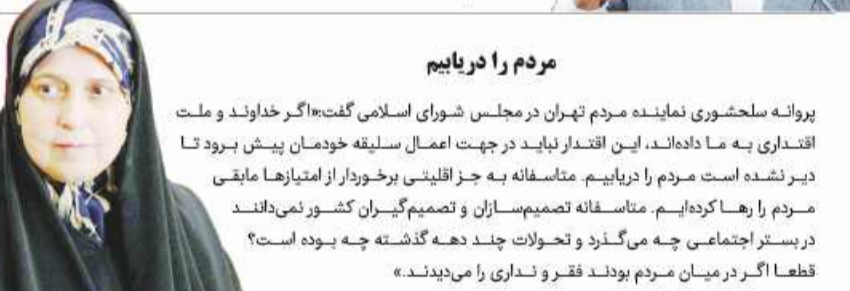 مردم را دریابیم
پروانه سلحشوری نماینده مردم تهران در مجلس شورای اسلامی گفت:«اگر خداوند و ملت
اقتداری به ما داده‌اند، این اقتدار نباید در جهت اعمال سلیقه خودمان پیش برود تا
دیر نشده است مردم را دریابیم. متاسفانه به جز اقلیتی برخوردار از امتیازها مابقی
مردم را رها کرده‌ایم. متاسفانه تصمیم‌سازان و تصمیم‌گیران کشور نمی‌دانند
در بستر اجتماعی چه می‌گذرد و تحولات چند دهه گذشته چه بوده است؟
قطعا اگر در میان مردم بودند فقر و نداری را می‌دیدند.»